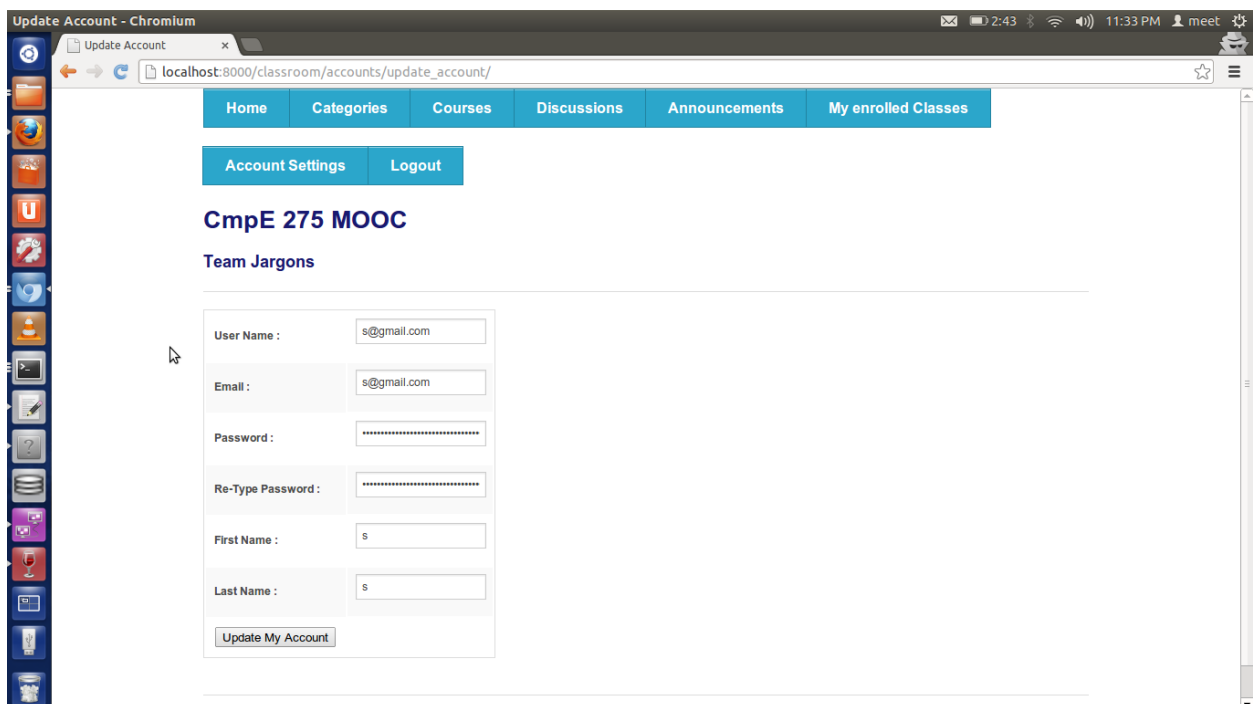 Update Account - Chromium 2:43 11:33 PM meet
Update Account ×
localhost:8000/classroom/accounts/update_account/
Home Categories Courses Discussions Announcements My enrolled Classes
Account Settings Logout
CmpE 275 MOOC
Team Jargons
User Name : s@gmail.com
Email : s@gmail.com
Password : ••••••••••••••••••••••••••••••••
Re-Type Password : ••••••••••••••••••••••••••••••••
First Name : s
Last Name : s
Update My Account